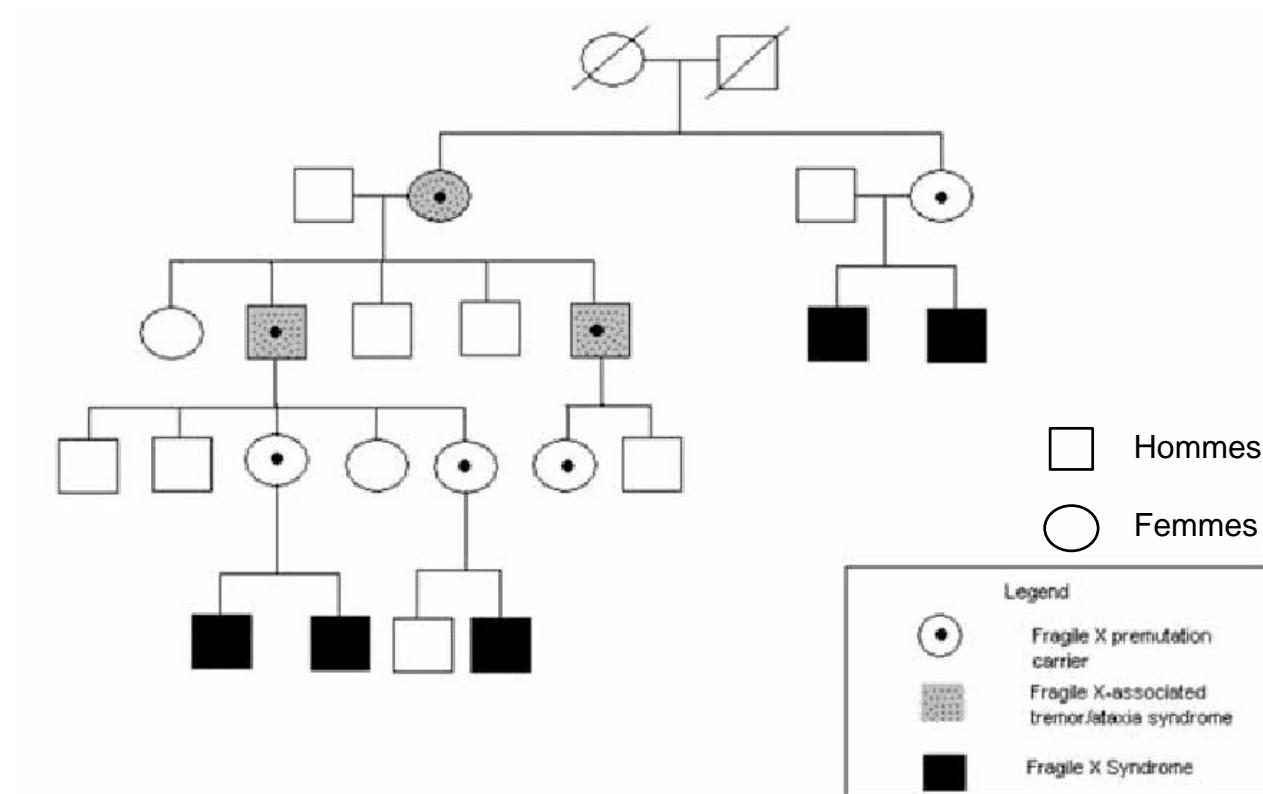 Hommes
Femmes
Legend
Fragile X premutation
carrier
Fragile X-associated
tremor/ataxia syndrome
Fragile X Syndrome